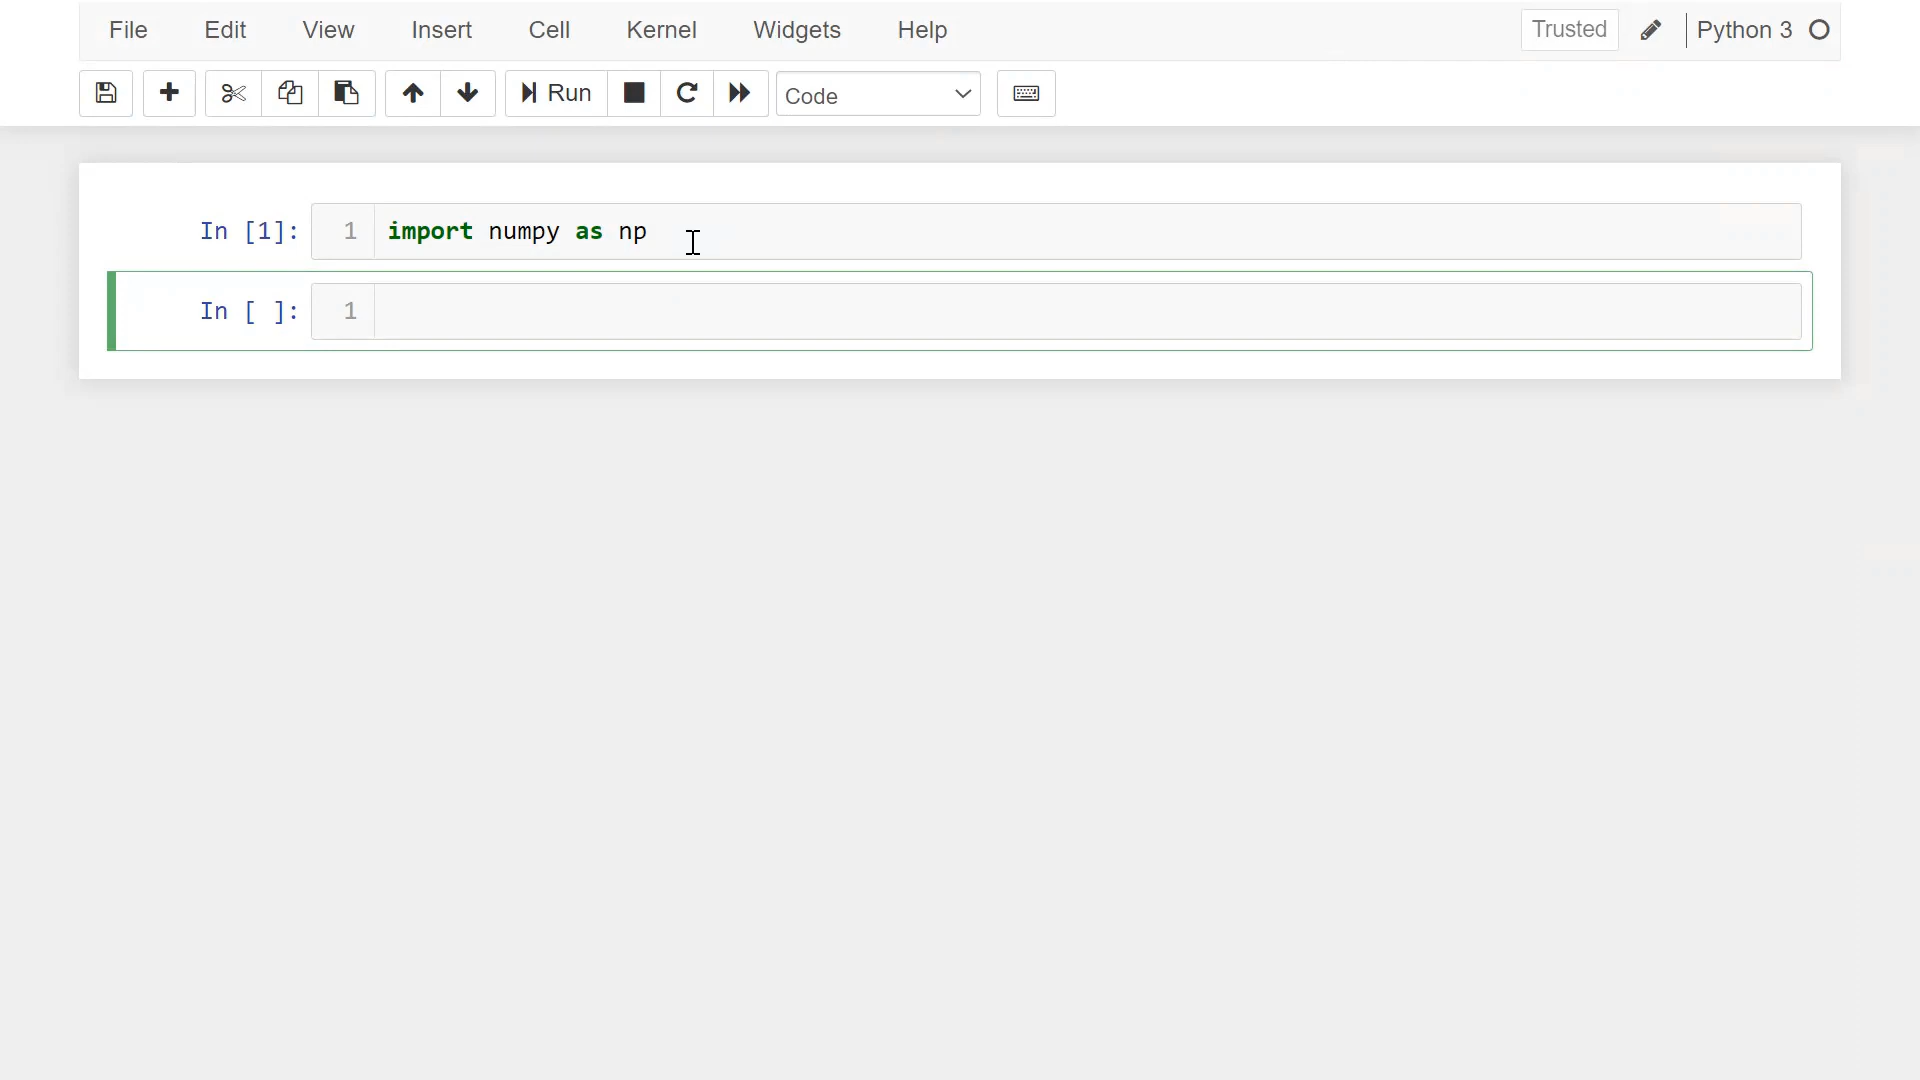 File Edit View Insert Cell Kernel Widgets Help Trusted Python 3
Run Code
In [1]: 1 import numpy as np
In [ ]: 1